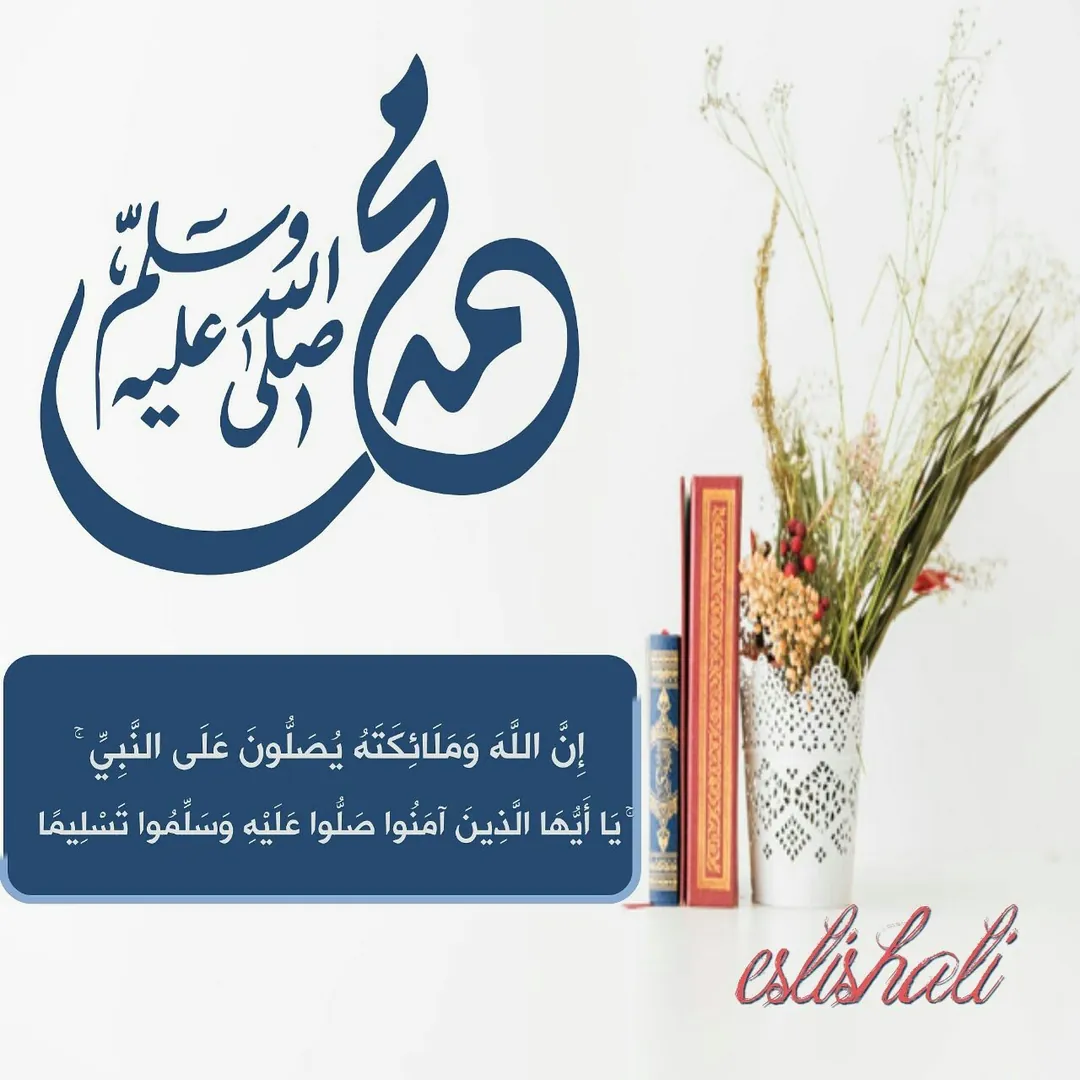 محمد
صلى الله عليه وسلم
إِنَّ اللَّهَ وَمَلَائِكَتَهُ يُصَلُّونَ عَلَى النَّبِيِّ ۚ
ۚ يَا أَيُّهَا الَّذِينَ آمَنُوا صَلُّوا عَلَيْهِ وَسَلِّمُوا تَسْلِيمًا
eslishali